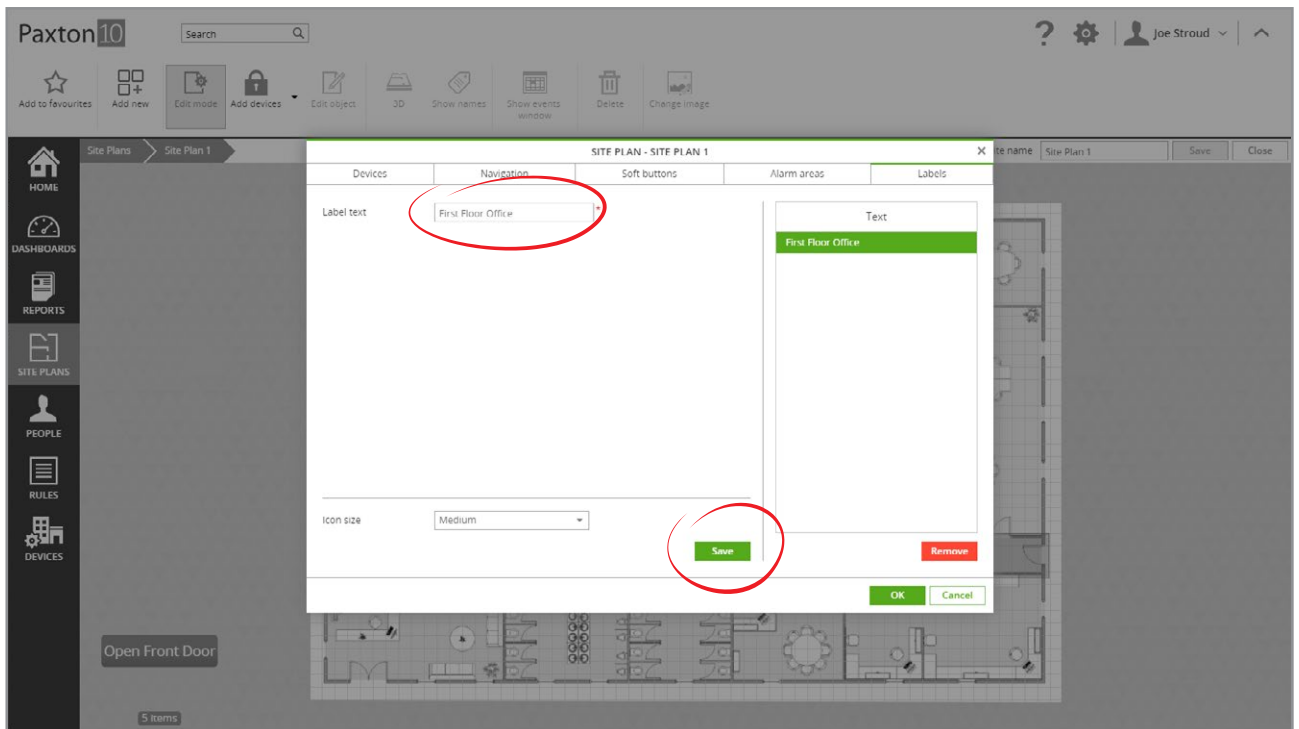 Paxton 10
Search
Joe Stroud
Add to favourites
Add new
Edit mode
Add devices
Edit object
3D
Show names
Show events
window
Delete
Change image
HOME
DASHBOARDS
REPORTS
SITE PLANS
PEOPLE
RULES
DEVICES
Site Plans
Site Plan 1
SITE PLAN - SITE PLAN 1
ite name
Site Plan 1
Save
Close
Devices
Navigation
Soft buttons
Alarm areas
Labels
Label text
First Floor Office
*
Text
First Floor Office
Icon size
Medium
Save
Remove
OK
Cancel
Open Front Door
5 Items